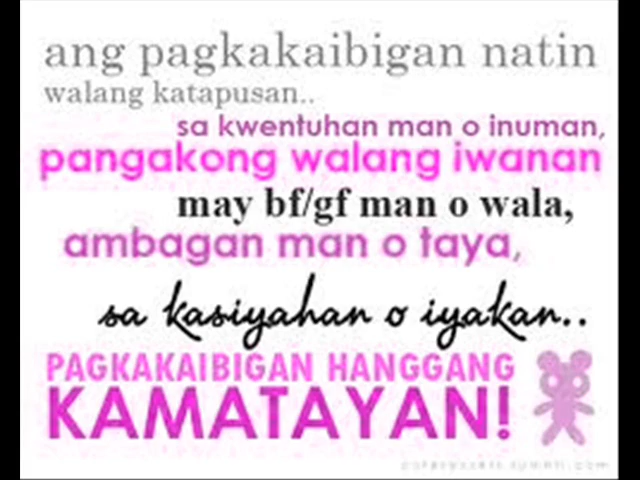 ang pagkakaibigan natin
walang katapusan..
sa kwentuhan man o inuman,
pangakong walang iwanan
may bf/gf man o wala,
ambagan man o taya,
sa kasiyahan o iyakan..
PAGKAKAIBIGAN HANGGANG
KAMATAYAN!